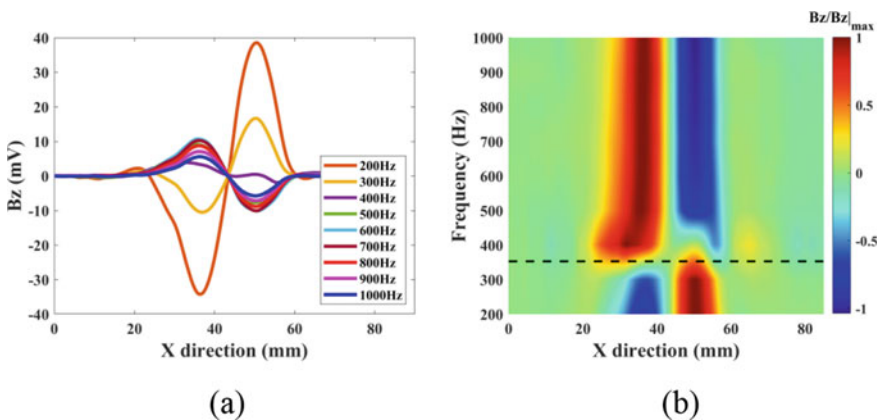 Bz (mV)
40
30
20
10
0
-10
-20
-30
-40
0 20 40 60 80
X direction (mm)
200Hz
300Hz
400Hz
500Hz
600Hz
700Hz
800Hz
900Hz
1000Hz
(a)
Bz/Bz|max
Frequency (Hz)
1000
900
800
700
600
500
400
300
200
0 20 40 60 80
X direction (mm)
1
0.5
0
-0.5
-1
(b)